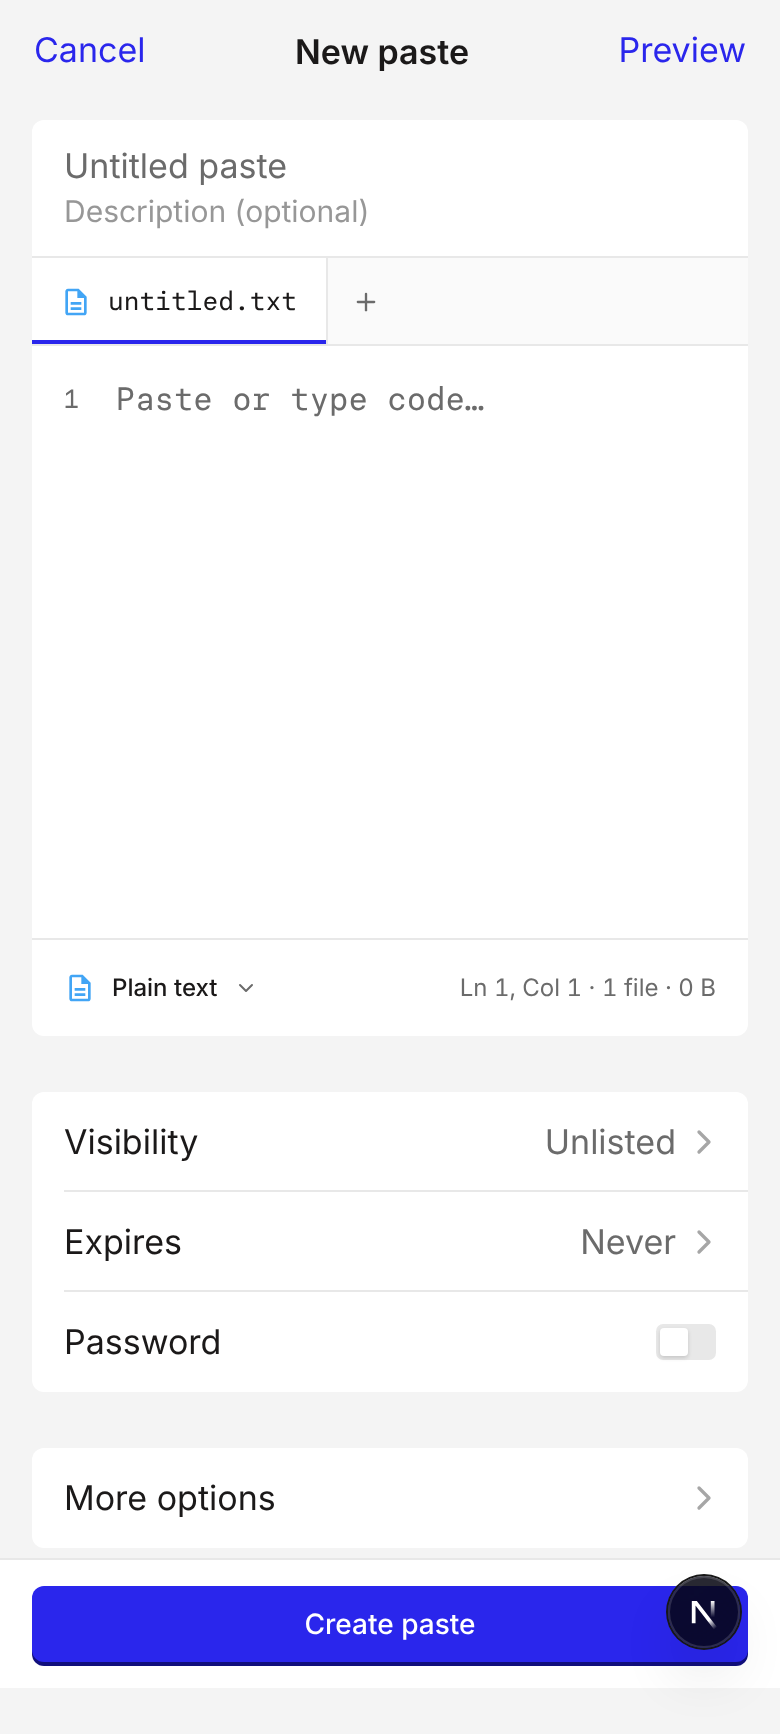 Cancel New paste Preview
Untitled paste
Description (optional)
untitled.txt +
1 Paste or type code…
Plain text Ln 1, Col 1 · 1 file · 0 B
Visibility Unlisted
Expires Never
Password
More options
Create paste N